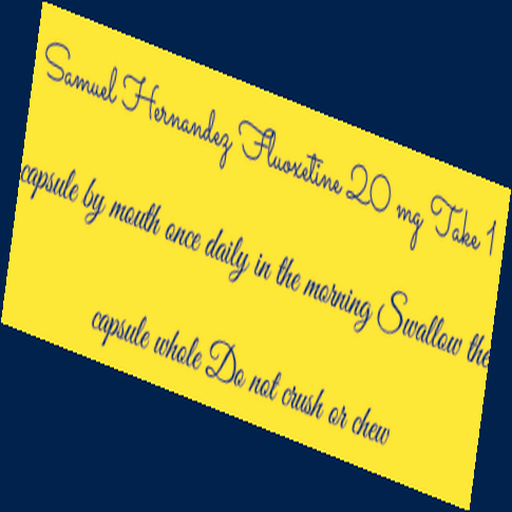 Samuel Hernandez Fluoxetine 20 mg Take 1
capsule by mouth once daily in the morning Swallow the
capsule whole Do not crush or chew